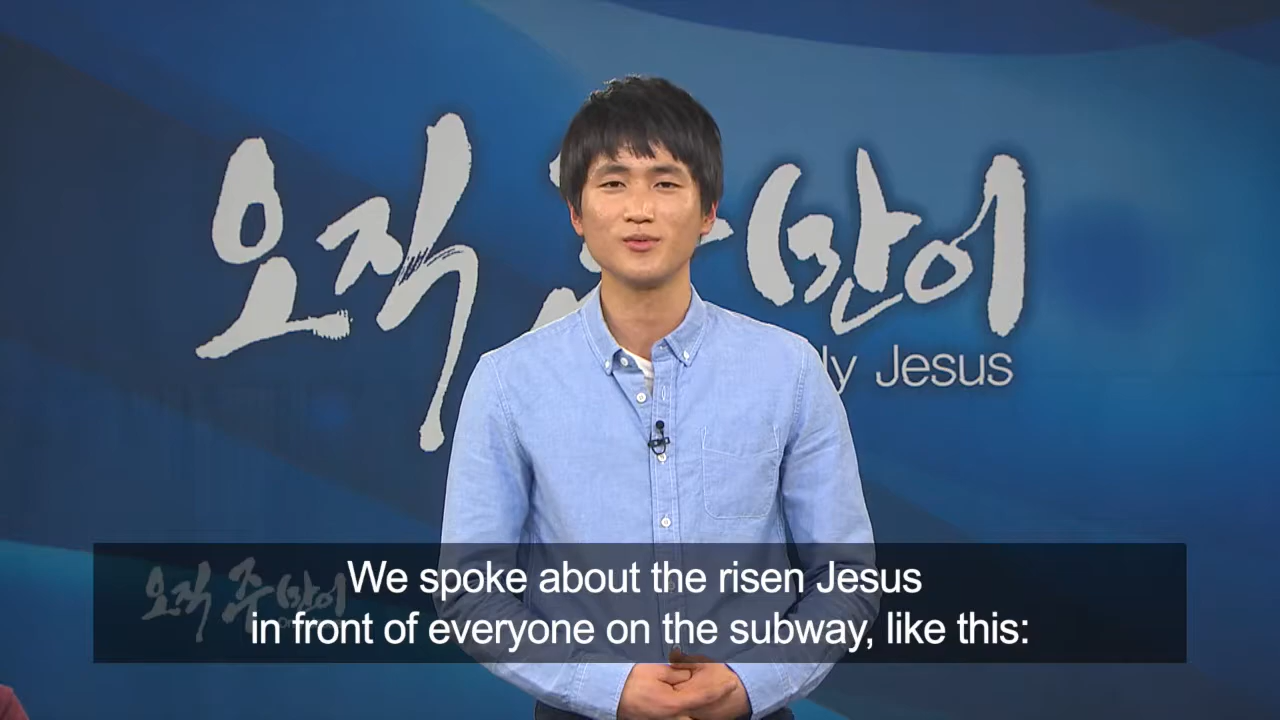 오직 주만이
ly Jesus
오직 주만이
We spoke about the risen Jesus
in front of everyone on the subway, like this: